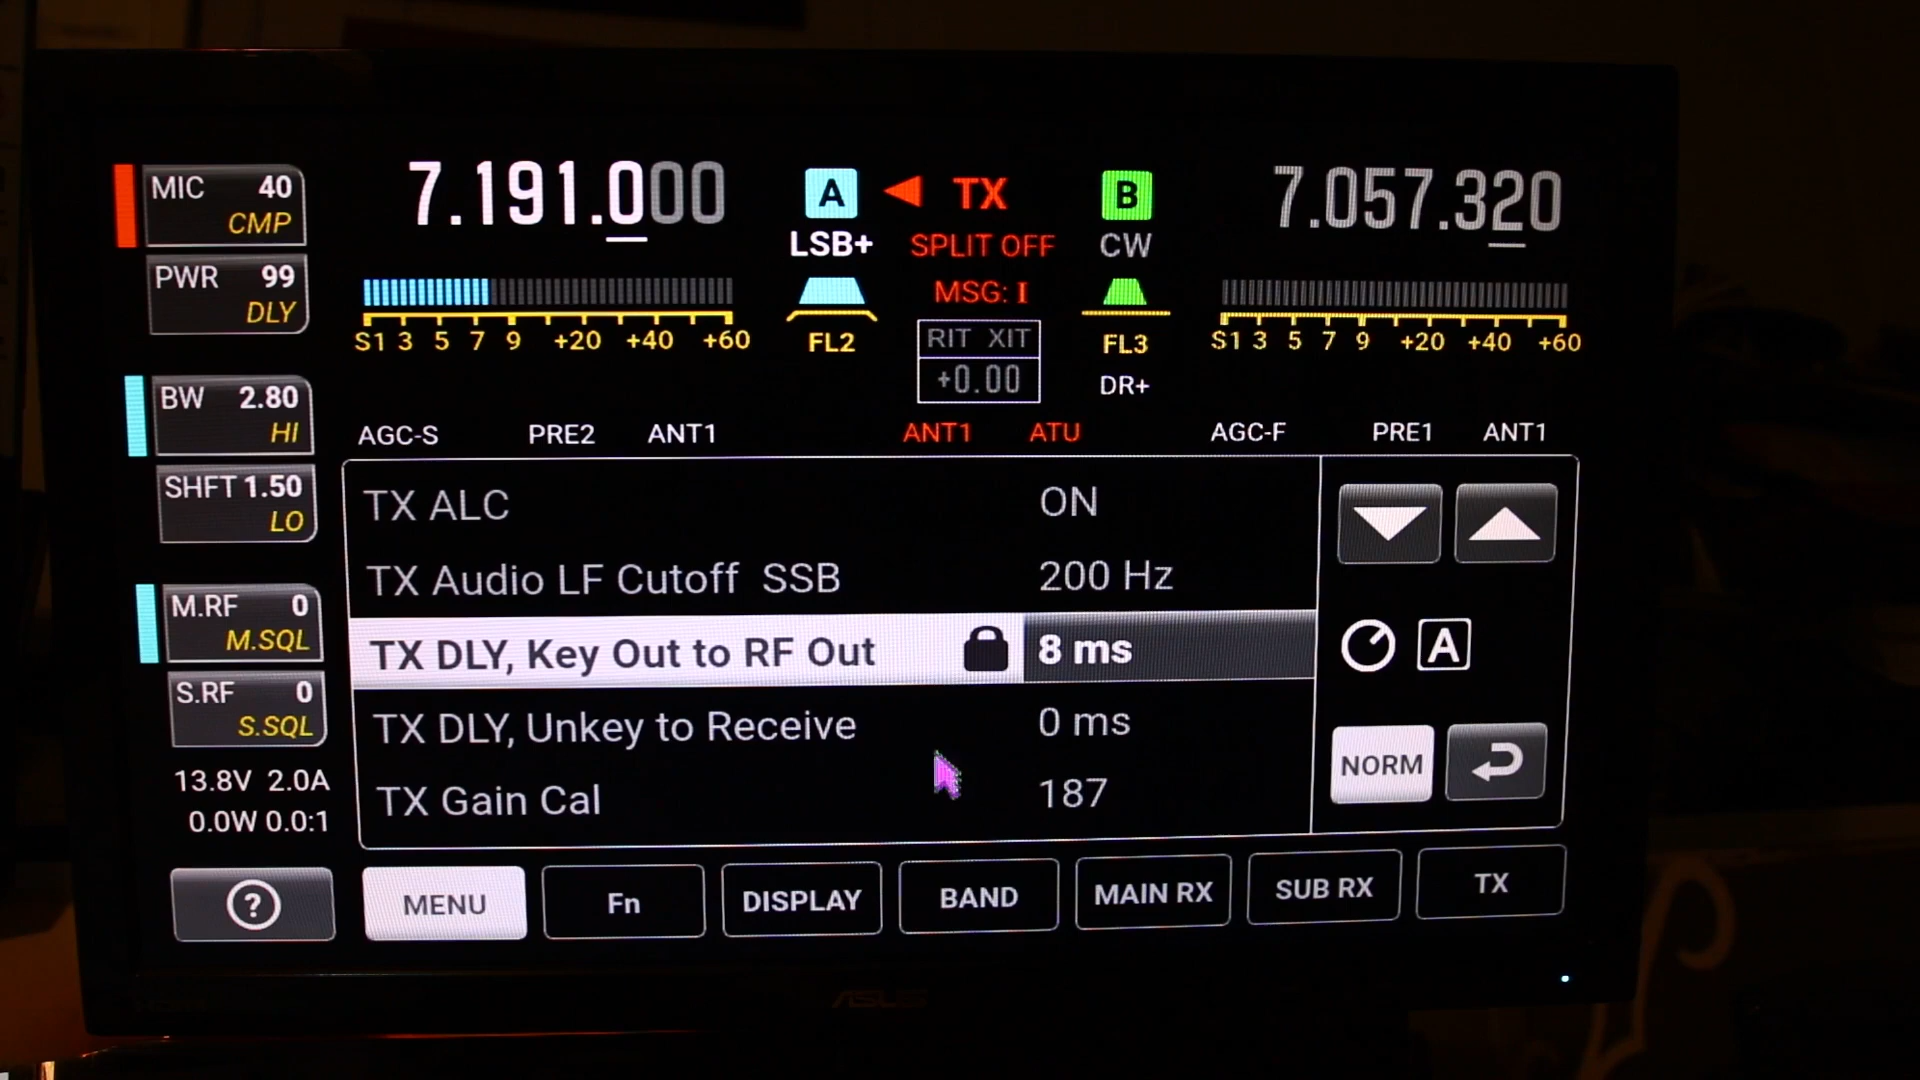 MIC 40
CMP
PWR 99
DLY
BW 2.80
HI
SHFT 1.50
LO
M.RF 0
M.SQL
S.RF 0
S.SQL
13.8V 2.0A
0.0W 0.0:1
7.191.000
A
TX
B
7.057.320
LSB+
SPLIT OFF
CW
MSG: I
S1 3 5 7 9 +20 +40 +60
FL2
RIT XIT
+0.00
FL3
DR+
S1 3 5 7 9 +20 +40 +60
AGC-S PRE2 ANT1 ANT1 ATU AGC-F PRE1 ANT1
TX ALC ON
TX Audio LF Cutoff SSB 200 Hz
TX DLY, Key Out to RF Out 8 ms
TX DLY, Unkey to Receive 0 ms
TX Gain Cal 187
A
NORM
? MENU Fn DISPLAY BAND MAIN RX SUB RX TX
ASUS